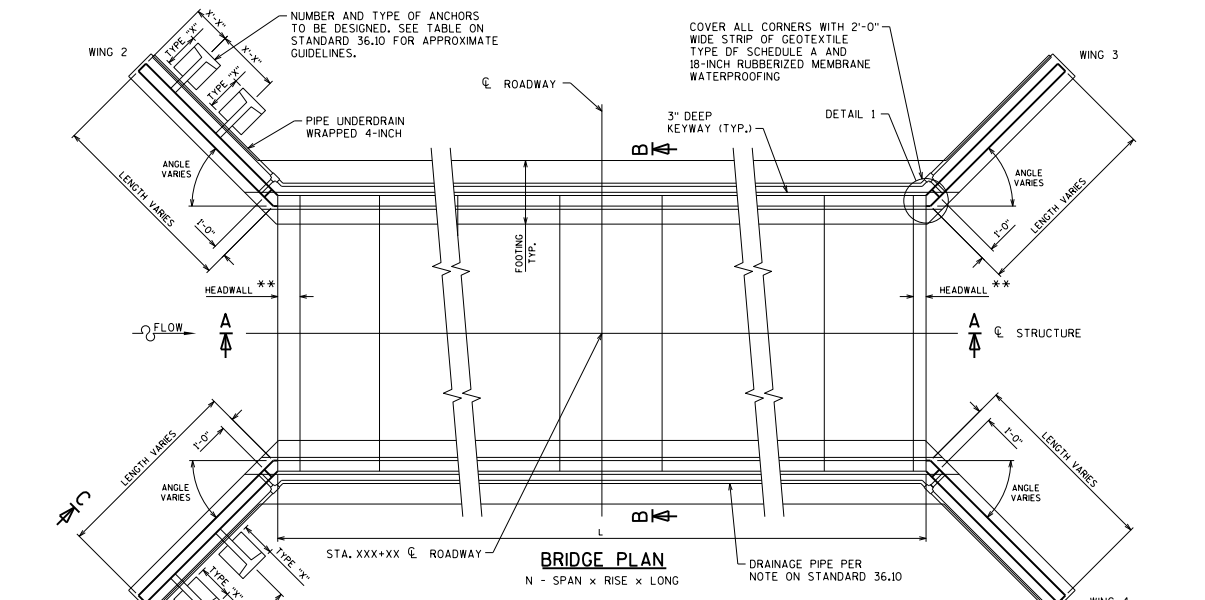 NUMBER AND TYPE OF ANCHORS
TO BE DESIGNED. SEE TABLE ON
STANDARD 36.10 FOR APPROXIMATE
GUIDELINES.
COVER ALL CORNERS WITH 2'-0"
WIDE STRIP OF GEOTEXTILE
TYPE DF SCHEDULE A AND
18-INCH RUBBERIZED MEMBRANE
WATERPROOFING
WING 2
X'-X"
X'-X"
TYPE "X"
TYPE "X"
WING 3
℄ ROADWAY
PIPE UNDERDRAIN
WRAPPED 4-INCH
3" DEEP
KEYWAY (TYP.)
DETAIL 1
B
ANGLE
VARIES
LENGTH VARIES
1'-0"
ANGLE
VARIES
LENGTH VARIES
1'-0"
FOOTING
TYP.
HEADWALL **
HEADWALL **
FLOW
A
A
℄ STRUCTURE
LENGTH VARIES
1'-0"
ANGLE
VARIES
1'-0"
LENGTH VARIES
ANGLE
VARIES
C
B
L
TYPE "X"
TYPE "X"
STA. XXX+XX ℄ ROADWAY
BRIDGE PLAN
N - SPAN x RISE x LONG
DRAINAGE PIPE PER
NOTE ON STANDARD 36.10